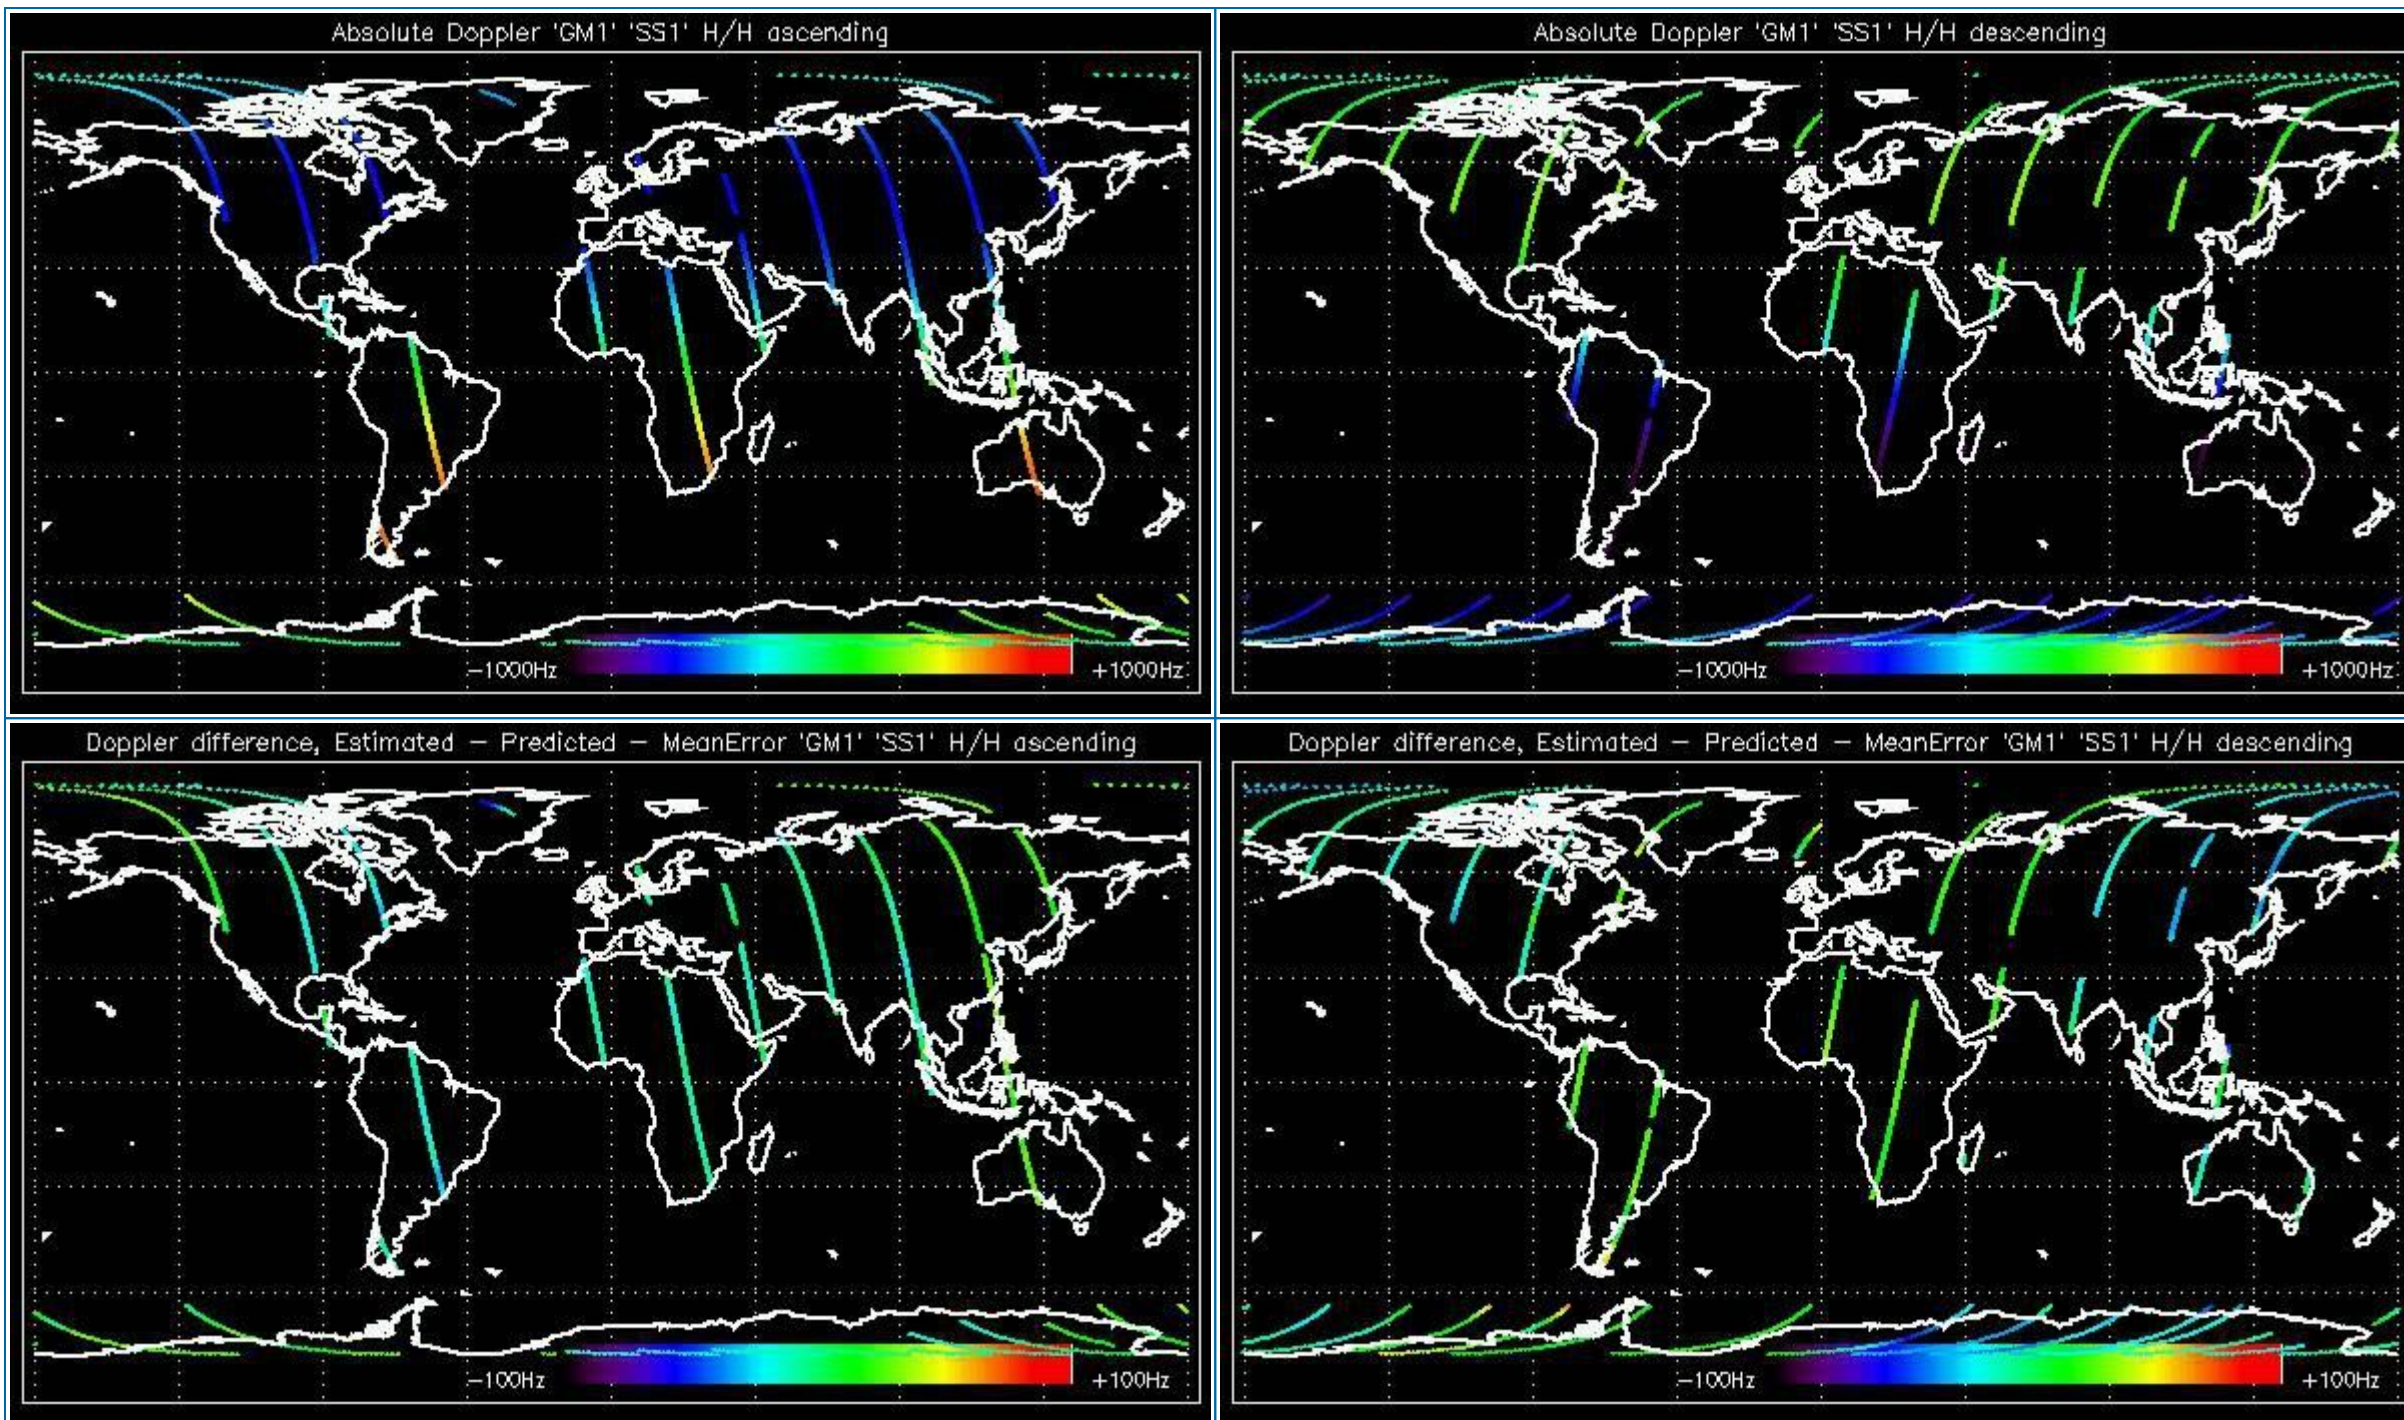 Absolute Doppler 'GM1' 'SS1' H/H ascending
−1000Hz
+1000Hz
Absolute Doppler 'GM1' 'SS1' H/H descending
−1000Hz
+1000Hz
Doppler difference, Estimated − Predicted − MeanError 'GM1' 'SS1' H/H ascending
−100Hz
+100Hz
Doppler difference, Estimated − Predicted − MeanError 'GM1' 'SS1' H/H descending
−100Hz
+100Hz